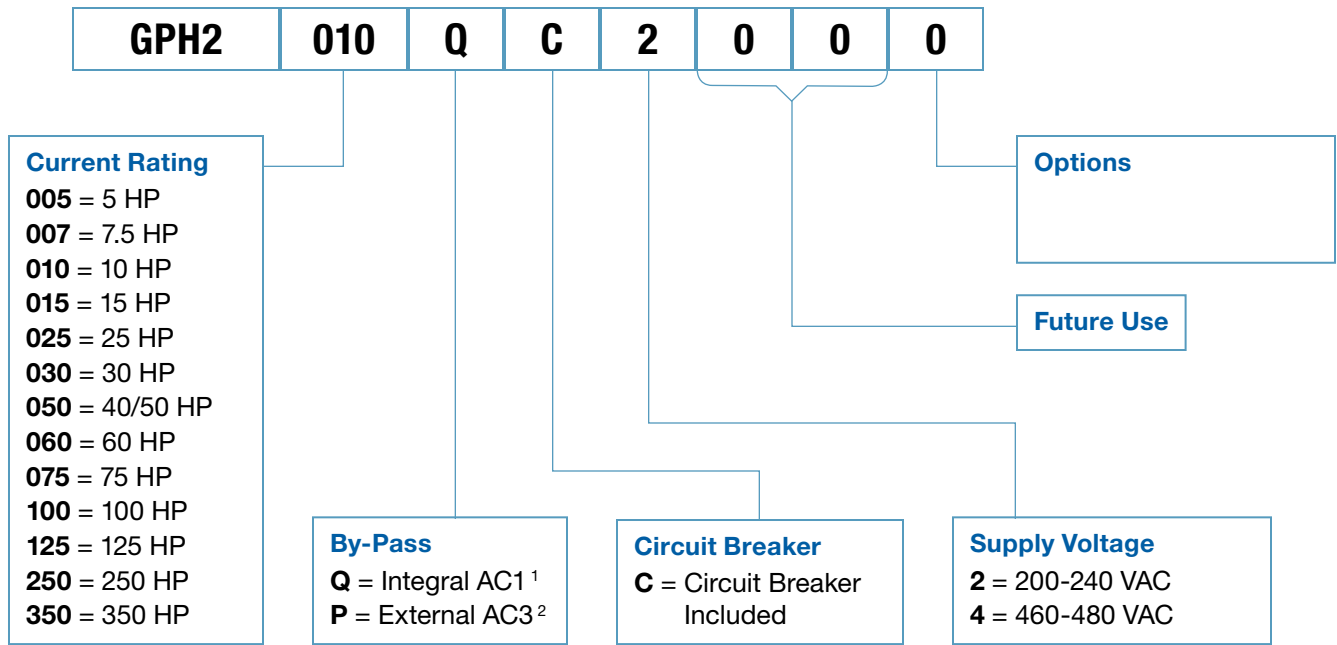 GPH2 010 Q C 2 0 0 0
Current Rating
005 = 5 HP
007 = 7.5 HP
010 = 10 HP
015 = 15 HP
025 = 25 HP
030 = 30 HP
050 = 40/50 HP
060 = 60 HP
075 = 75 HP
100 = 100 HP
125 = 125 HP
250 = 250 HP
350 = 350 HP
By-Pass
Q = Integral AC1 ¹
P = External AC3 ²
Circuit Breaker
C = Circuit Breaker
Included
Supply Voltage
2 = 200-240 VAC
4 = 460-480 VAC
Future Use
Options